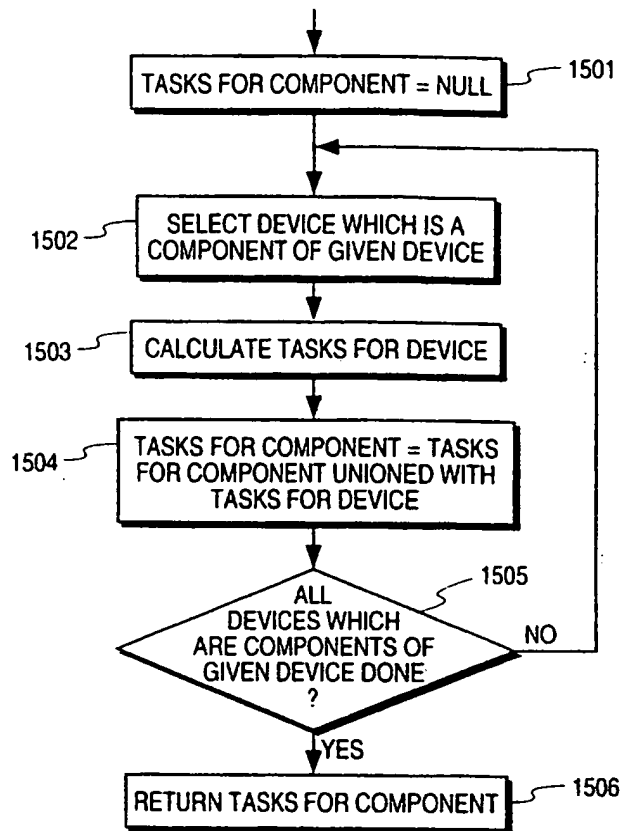 TASKS FOR COMPONENT = NULL
1501
SELECT DEVICE WHICH IS A
COMPONENT OF GIVEN DEVICE
1502
CALCULATE TASKS FOR DEVICE
1503
TASKS FOR COMPONENT = TASKS
FOR COMPONENT UNIONED WITH
TASKS FOR DEVICE
1504
ALL
DEVICES WHICH
ARE COMPONENTS OF
GIVEN DEVICE DONE
?
1505
NO
YES
RETURN TASKS FOR COMPONENT
1506